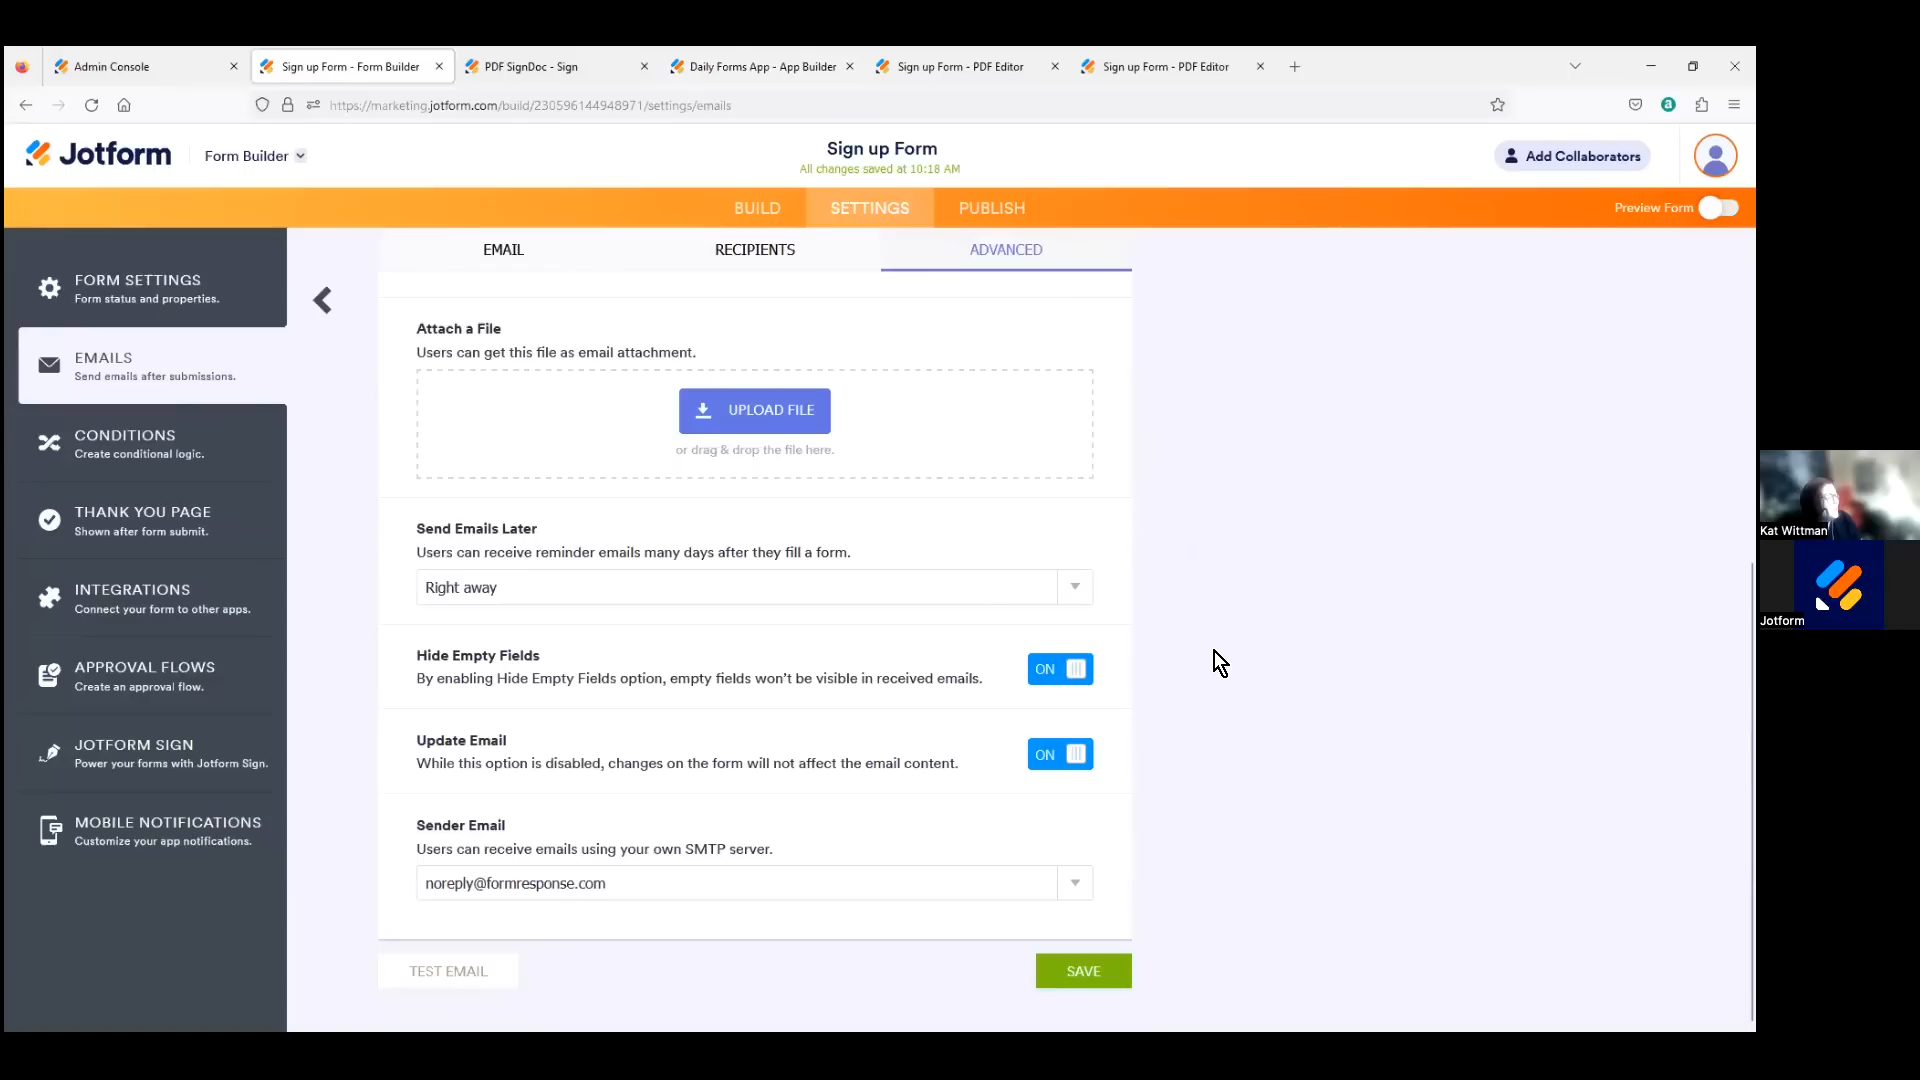 Admin Console
Sign up Form - Form Builder
PDF SignDoc - Sign
Daily Forms App - App Builder
Sign up Form - PDF Editor
Sign up Form - PDF Editor
https://marketing.jotform.com/build/230596144948971/settings/emails
Jotform
Form Builder
Sign up Form
All changes saved at 10:18 AM
Add Collaborators
BUILD
SETTINGS
PUBLISH
Preview Form
FORM SETTINGS
Form status and properties.
EMAILS
Send emails after submissions.
CONDITIONS
Create conditional logic.
THANK YOU PAGE
Shown after form submit.
INTEGRATIONS
Connect your form to other apps.
APPROVAL FLOWS
Create an approval flow.
JOTFORM SIGN
Power your forms with Jotform Sign.
MOBILE NOTIFICATIONS
Customize your app notifications.
EMAIL
RECIPIENTS
ADVANCED
Attach a File
Users can get this file as email attachment.
UPLOAD FILE
or drag & drop the file here.
Send Emails Later
Users can receive reminder emails many days after they fill a form.
Right away
Hide Empty Fields
By enabling Hide Empty Fields option, empty fields won't be visible in received emails.
ON
Update Email
While this option is disabled, changes on the form will not affect the email content.
ON
Sender Email
Users can receive emails using your own SMTP server.
noreply@formresponse.com
TEST EMAIL
SAVE
Kat Wittman
Jotform